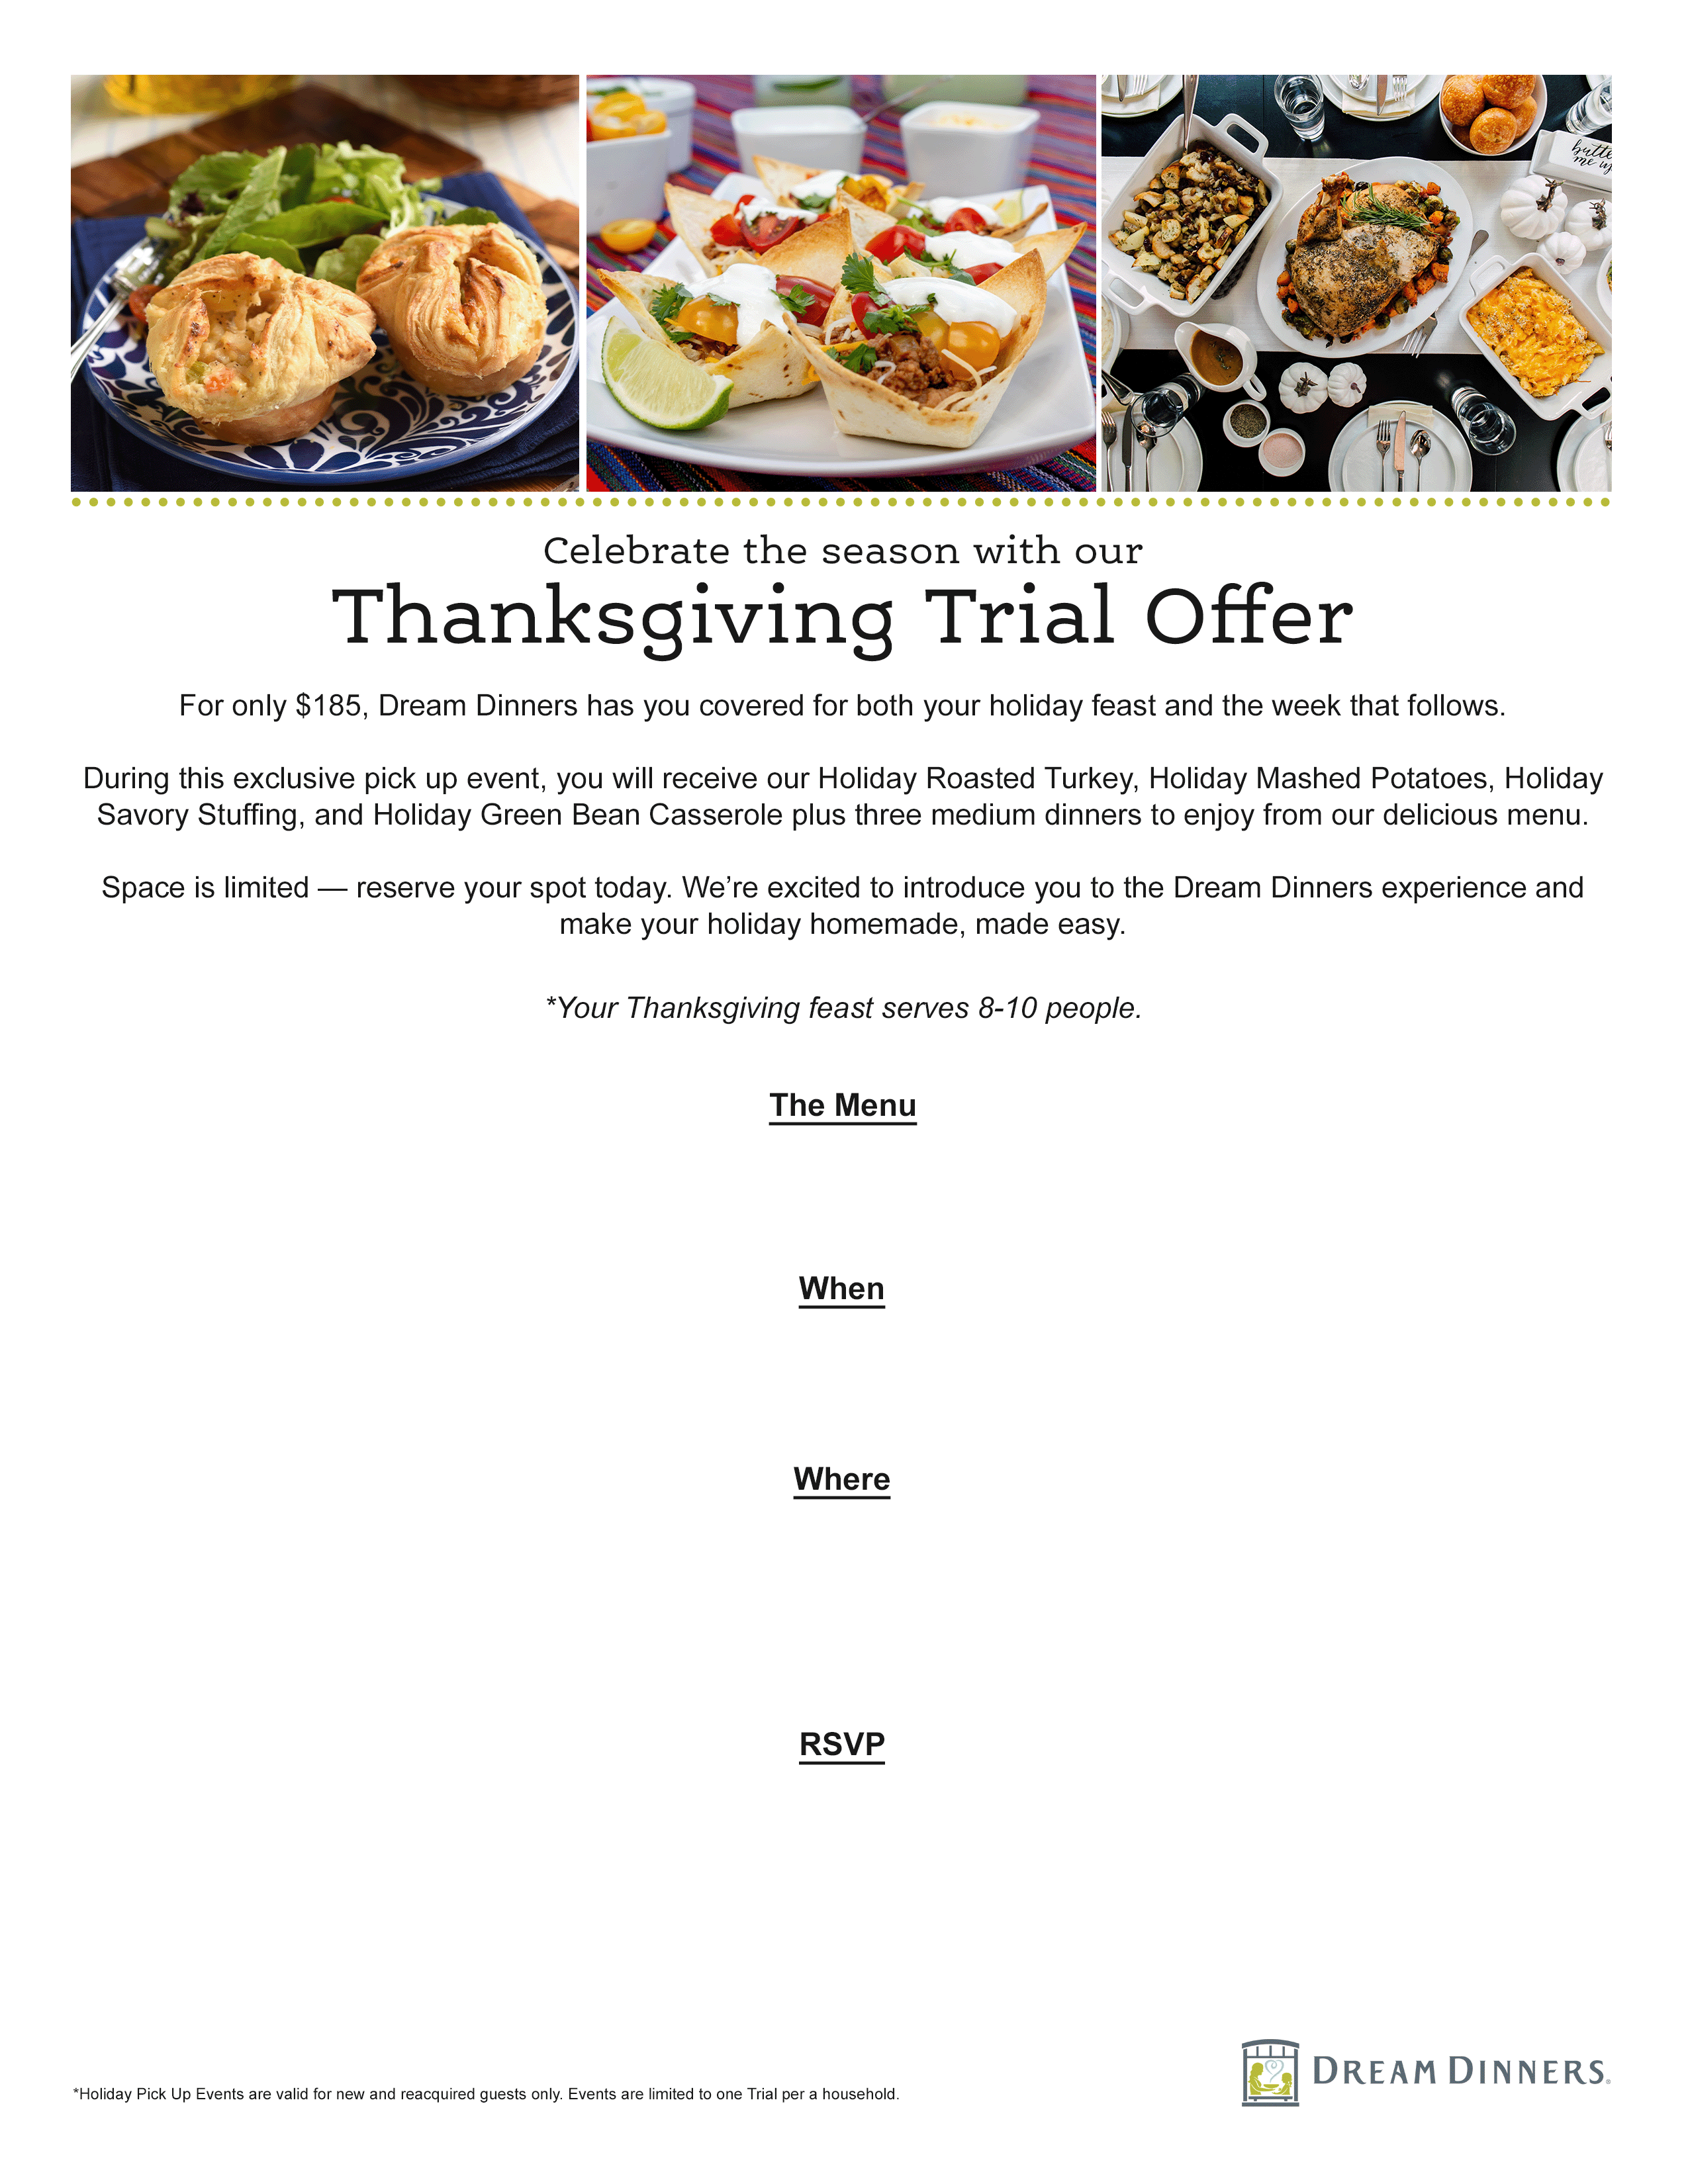 butte
me up
Celebrate the season with our
Thanksgiving Trial Offer
For only $185, Dream Dinners has you covered for both your holiday feast and the week that follows.
During this exclusive pick up event, you will receive our Holiday Roasted Turkey, Holiday Mashed Potatoes, Holiday
Savory Stuffing, and Holiday Green Bean Casserole plus three medium dinners to enjoy from our delicious menu.
Space is limited — reserve your spot today. We’re excited to introduce you to the Dream Dinners experience and
make your holiday homemade, made easy.
*Your Thanksgiving feast serves 8-10 people.
The Menu
When
Where
RSVP
*Holiday Pick Up Events are valid for new and reacquired guests only. Events are limited to one Trial per a household.
DREAM DINNERS®